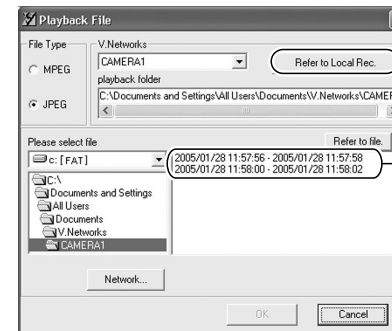 Playback File
File Type
V.Networks
MPEG
CAMERA1
Refer to Local Rec.
playback folder
JPEG
C:\Documents and Settings\All Users\Documents\V.Networks\CAMER
Please select file
Refer to file.
c: [FAT]
2005/01/28 11:57:56 - 2005/01/28 11:57:58
2005/01/28 11:58:00 - 2005/01/28 11:58:02
C:\
Documents and Settings
All Users
Documents
V.Networks
CAMERA1
Network...
OK
Cancel